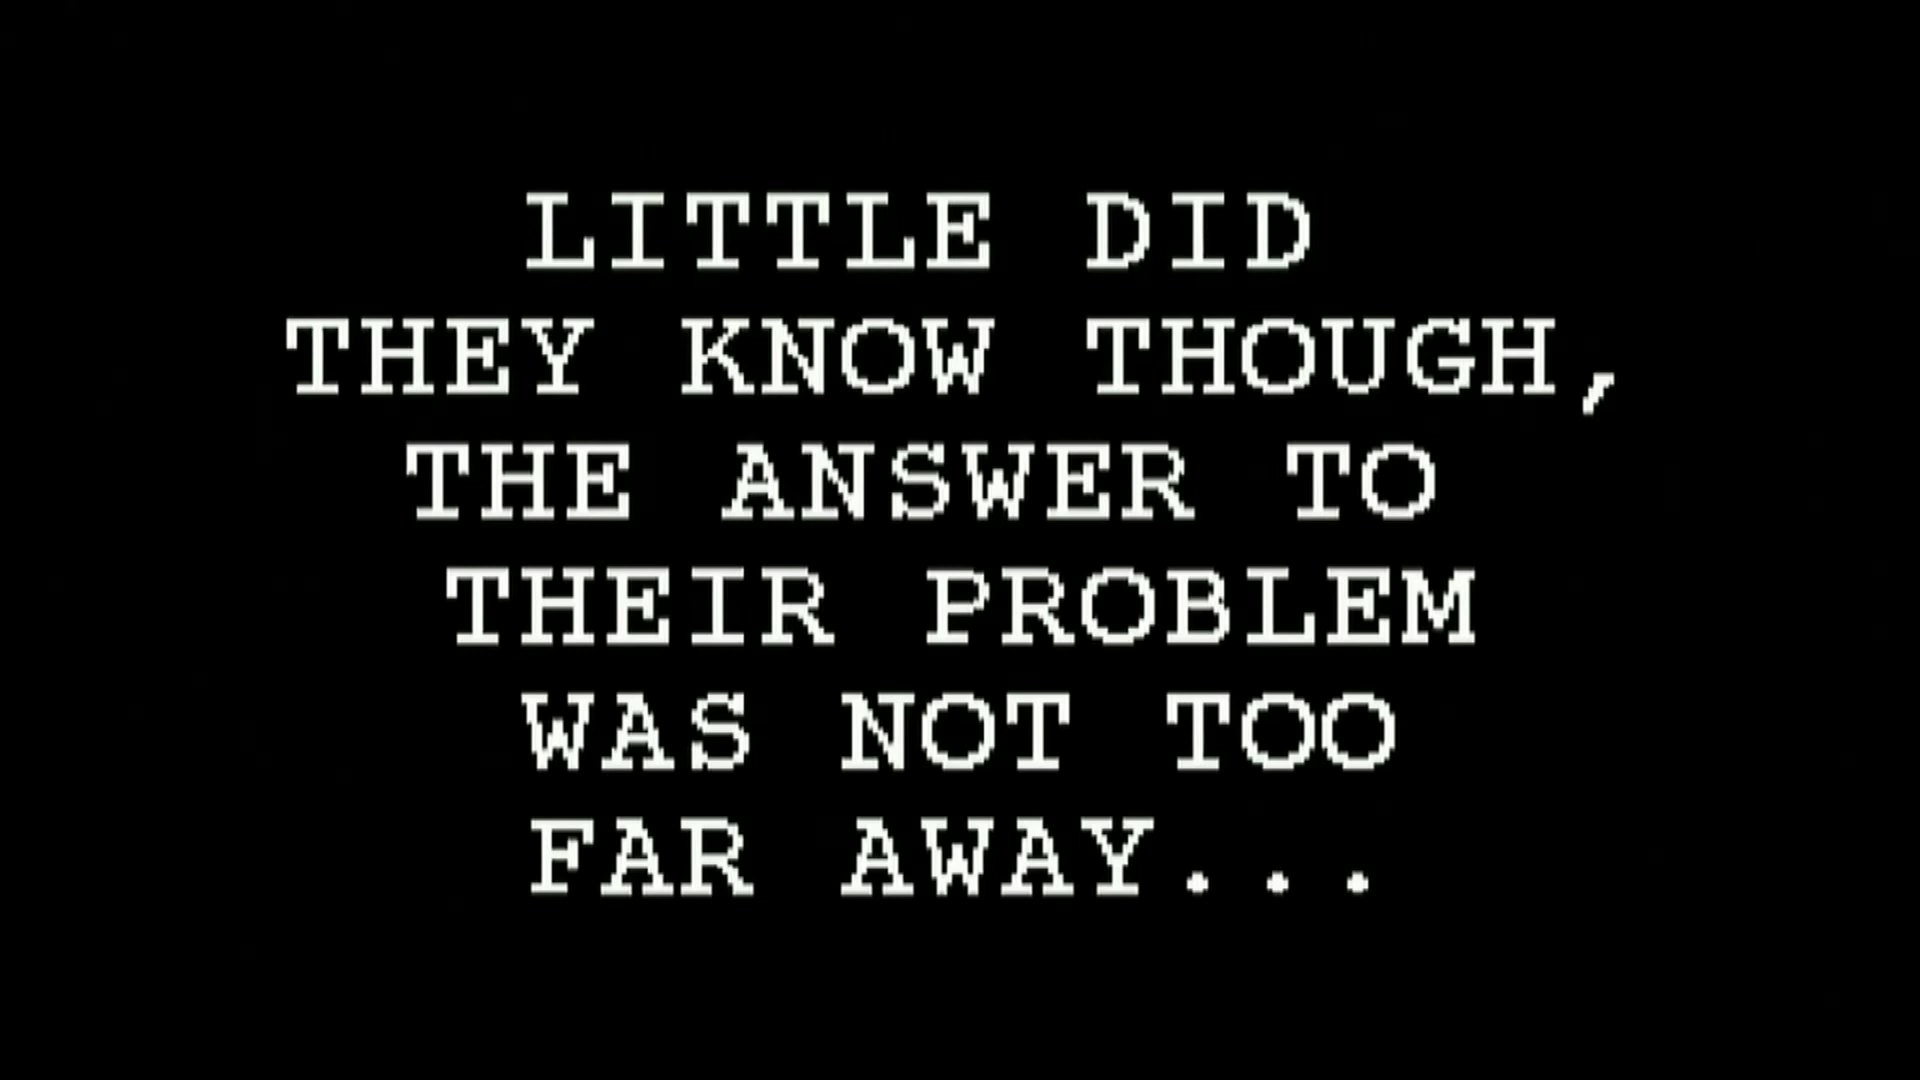 LITTLE DID
THEY KNOW THOUGH,
THE ANSWER TO
THEIR PROBLEM
WAS NOT TOO
FAR AWAY...